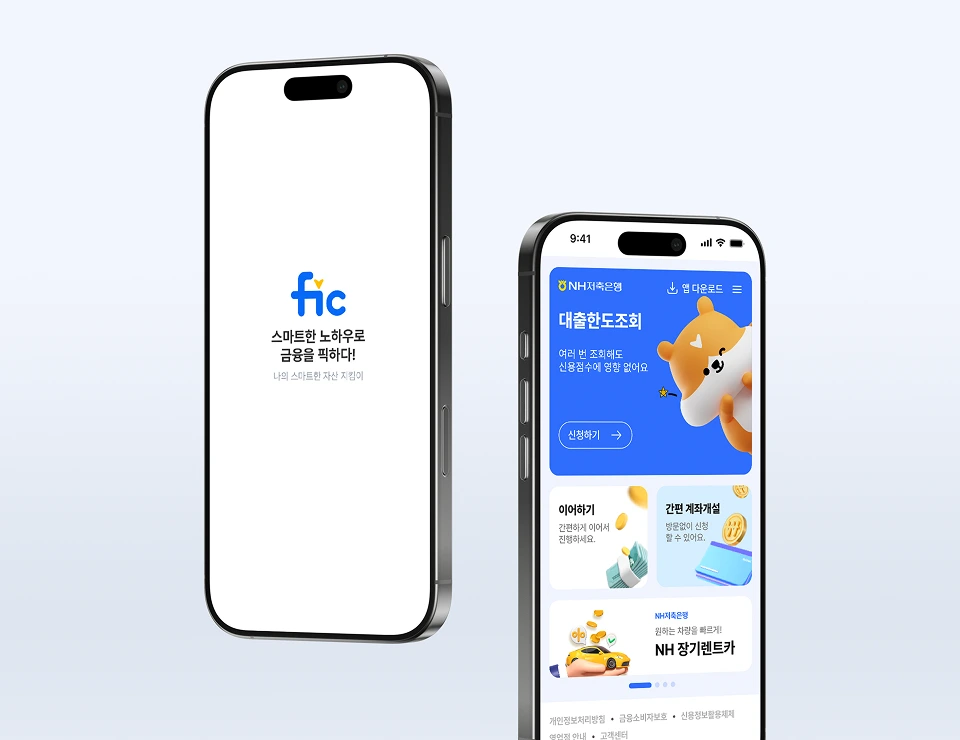 fic
스마트한 노하우로
금융을 픽하다!
나의 스마트한 자산 지킴이
9:41
NH저축은행
앱 다운로드
대출한도조회
여러 번 조회해도
신용점수에 영향 없어요
신청하기
이어하기
간편하게 이어서
진행하세요.
간편 계좌개설
방문없이 신청
할 수 있어요.
NH저축은행
원하는 차량을 빠르게!
NH 장기렌트카
개인정보처리방침 • 금융소비자보호 • 신용정보활용체제
영업점 안내 • 고객센터